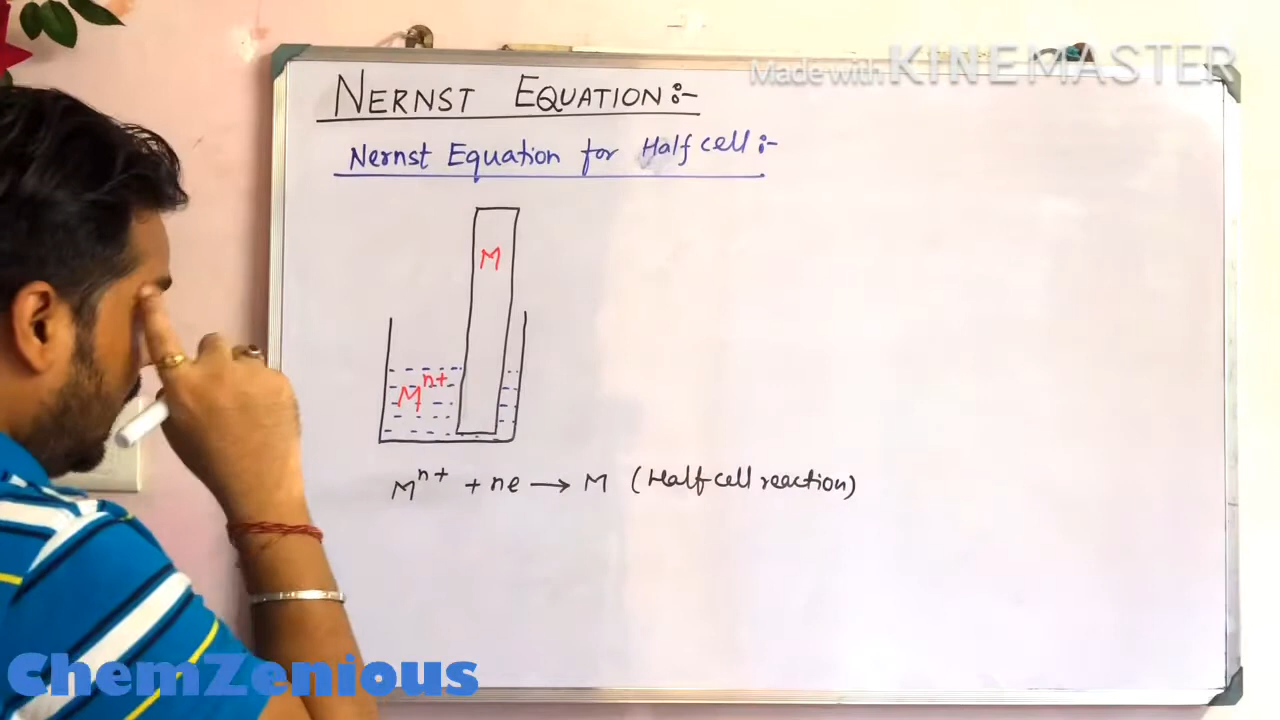 Made with KINEMASTER
NERNST EQUATION:-
Nernst Equation for Half cell:-
M
M^n+
M^n+ + ne → M (Half cell reaction)
ChemZenious